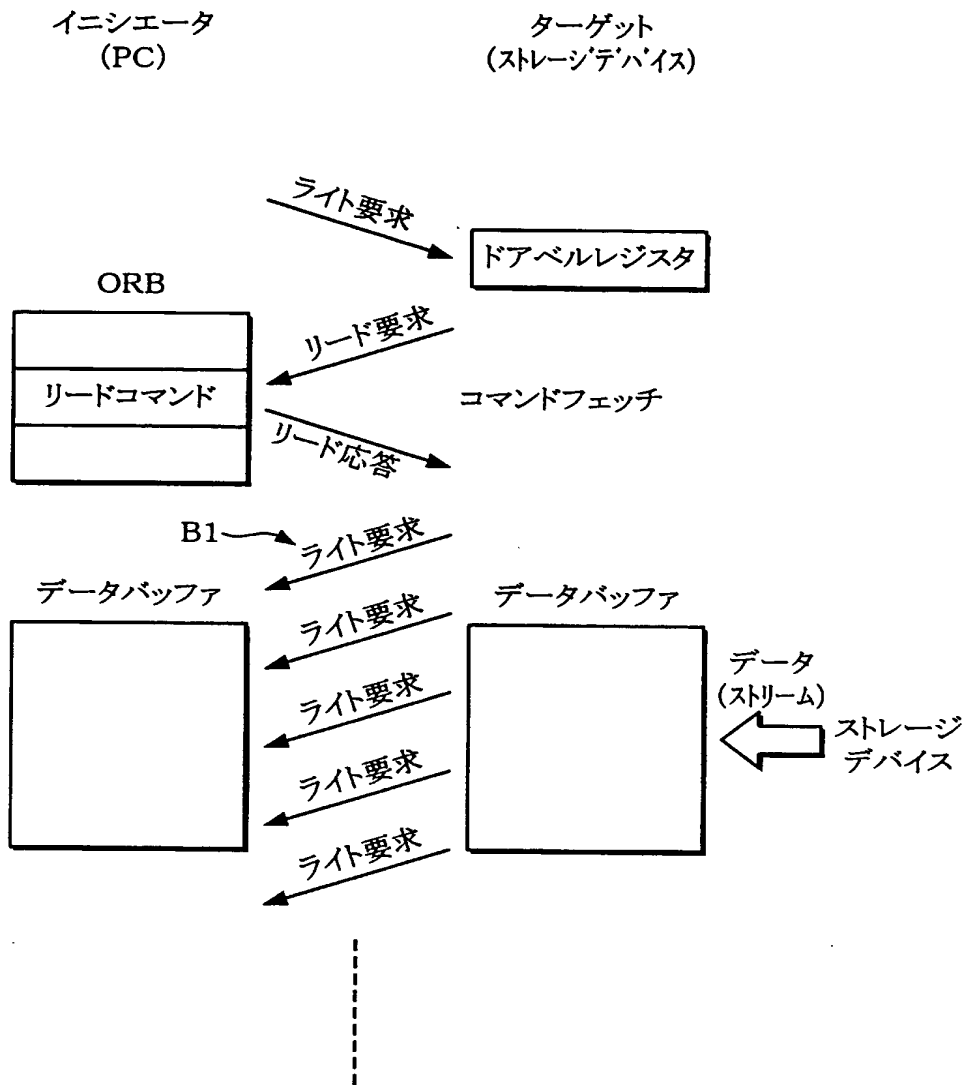 イニシエータ
(PC)
ターゲット
(ストレージデバイス)
ライト要求
ドアベルレジスタ
ORB
リード要求
リードコマンド
コマンドフェッチ
リード応答
B1
ライト要求
データバッファ
データバッファ
ライト要求
データ
(ストリーム)
ライト要求
ストレージ
デバイス
ライト要求
ライト要求